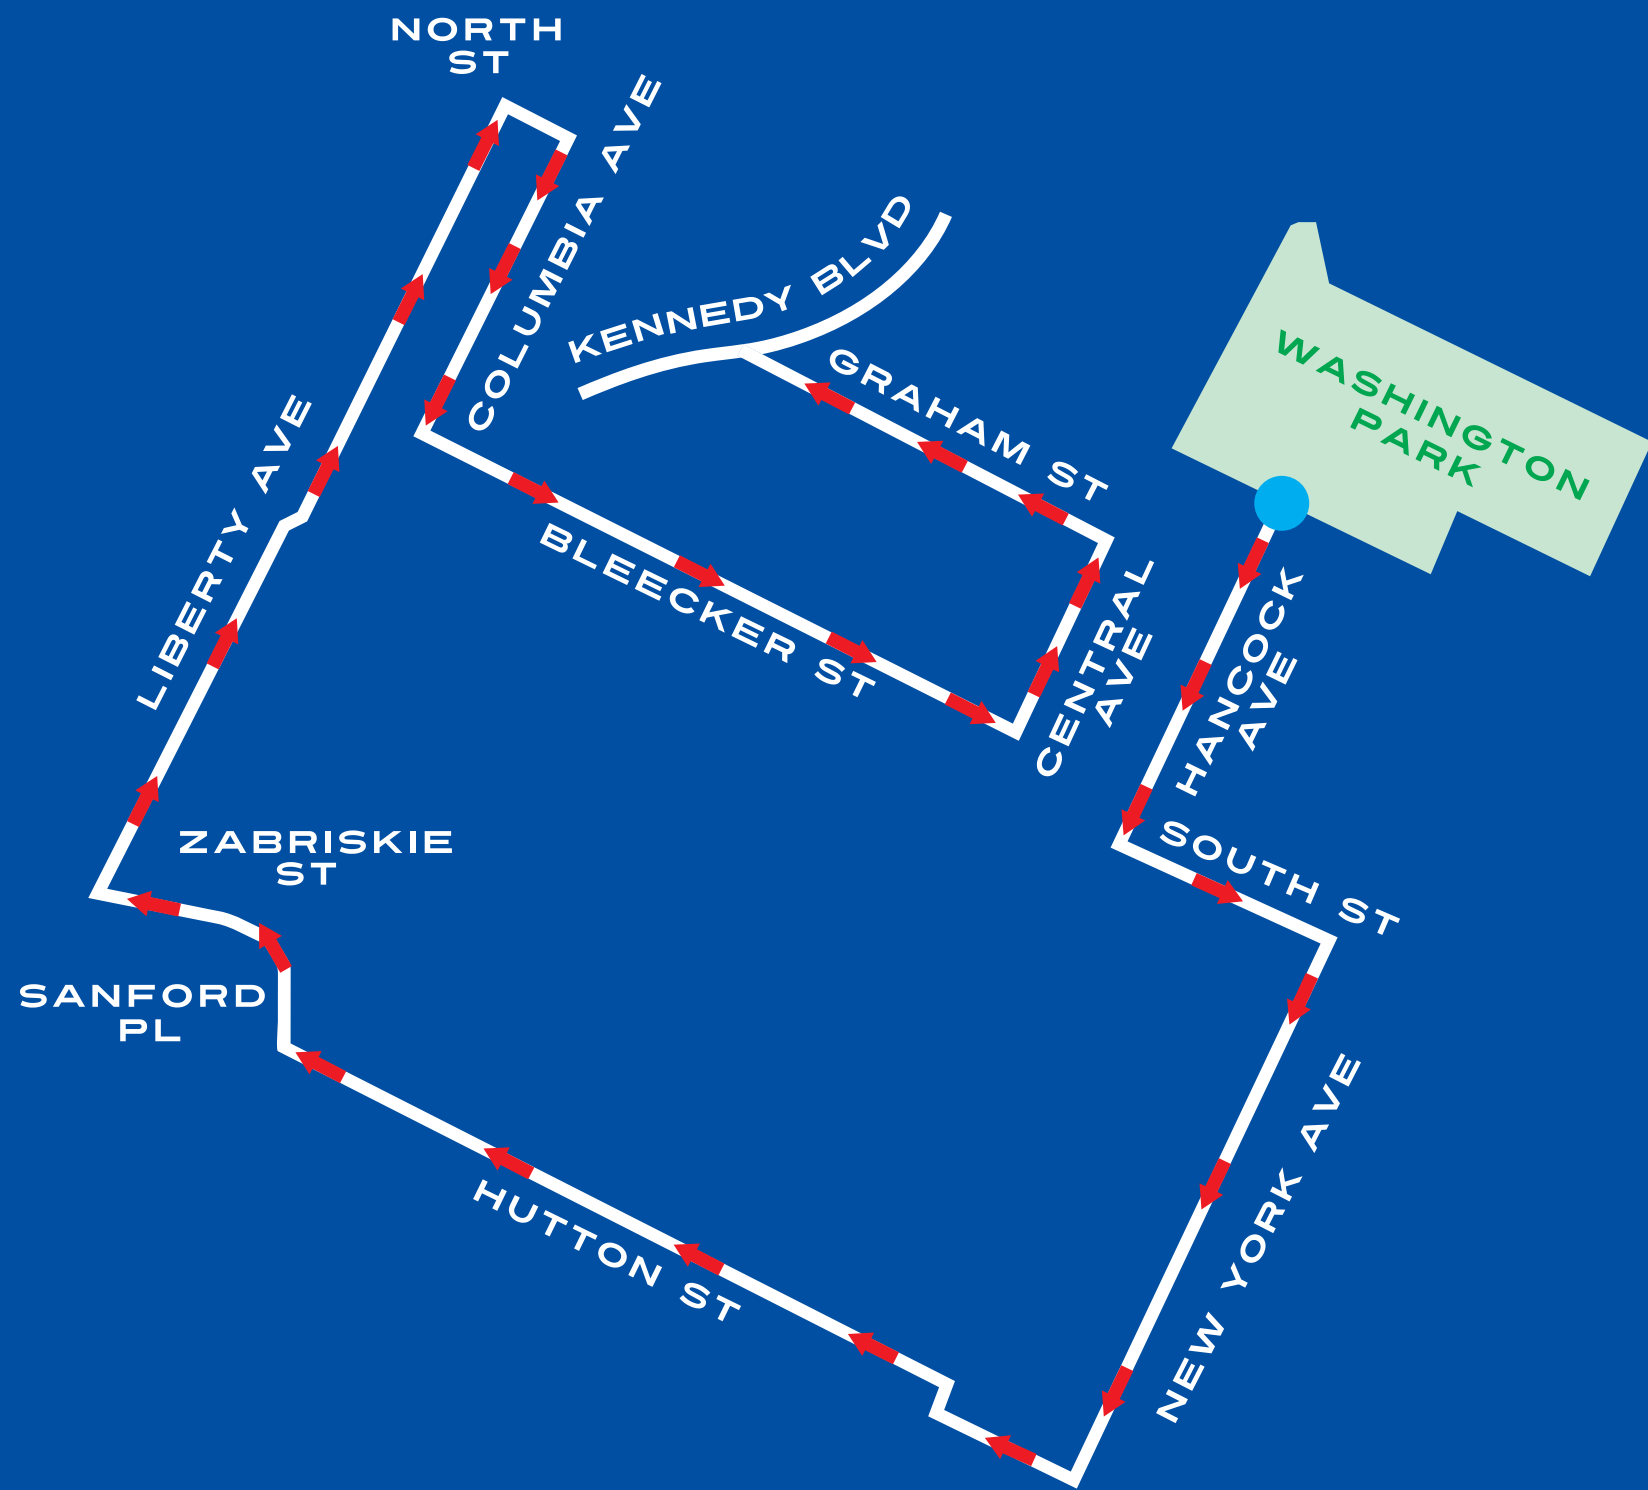 NORTH
ST
COLUMBIA AVE
KENNEDY BLVD
GRAHAM ST
WASHINGTON
PARK
LIBERTY AVE
BLEECKER ST
CENTRAL
AVE
HANCOCK
AVE
SOUTH ST
ZABRISKIE
ST
SANFORD
PL
NEW YORK AVE
HUTTON ST